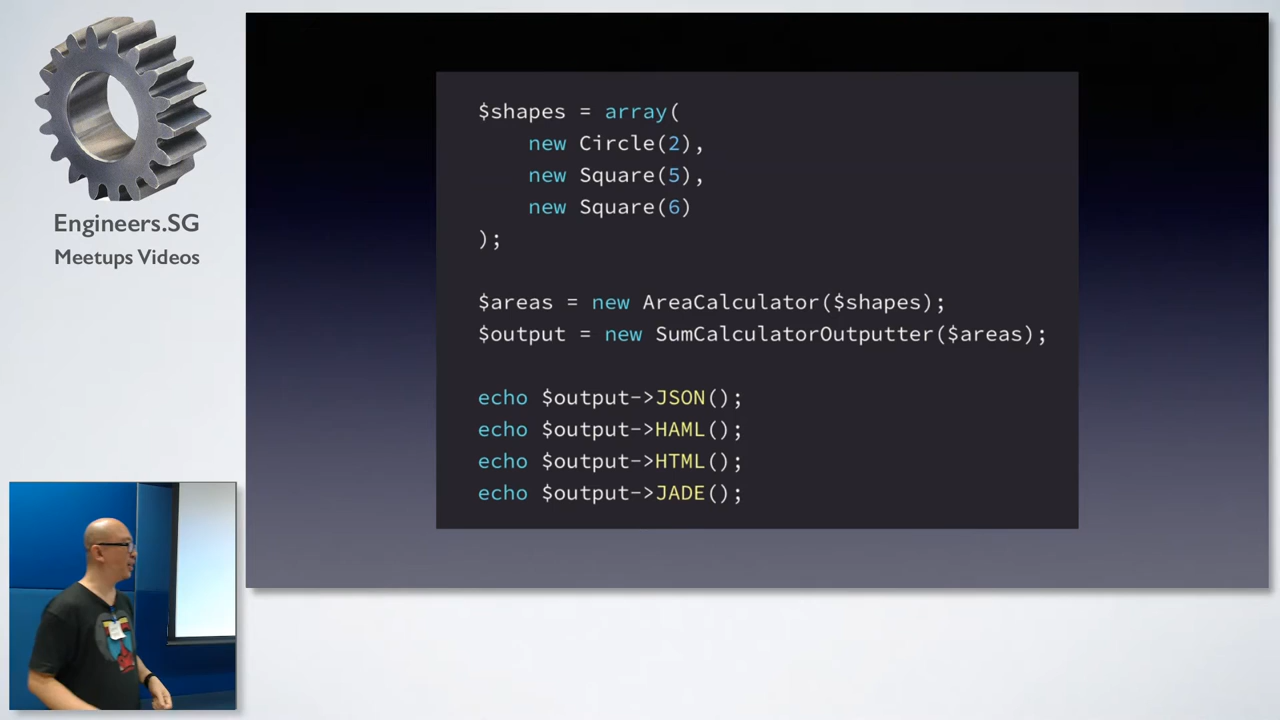 Engineers.SG
Meetups Videos
$shapes = array(
    new Circle(2),
    new Square(5),
    new Square(6)
);
$areas = new AreaCalculator($shapes);
$output = new SumCalculatorOutputter($areas);
echo $output->JSON();
echo $output->HAML();
echo $output->HTML();
echo $output->JADE();